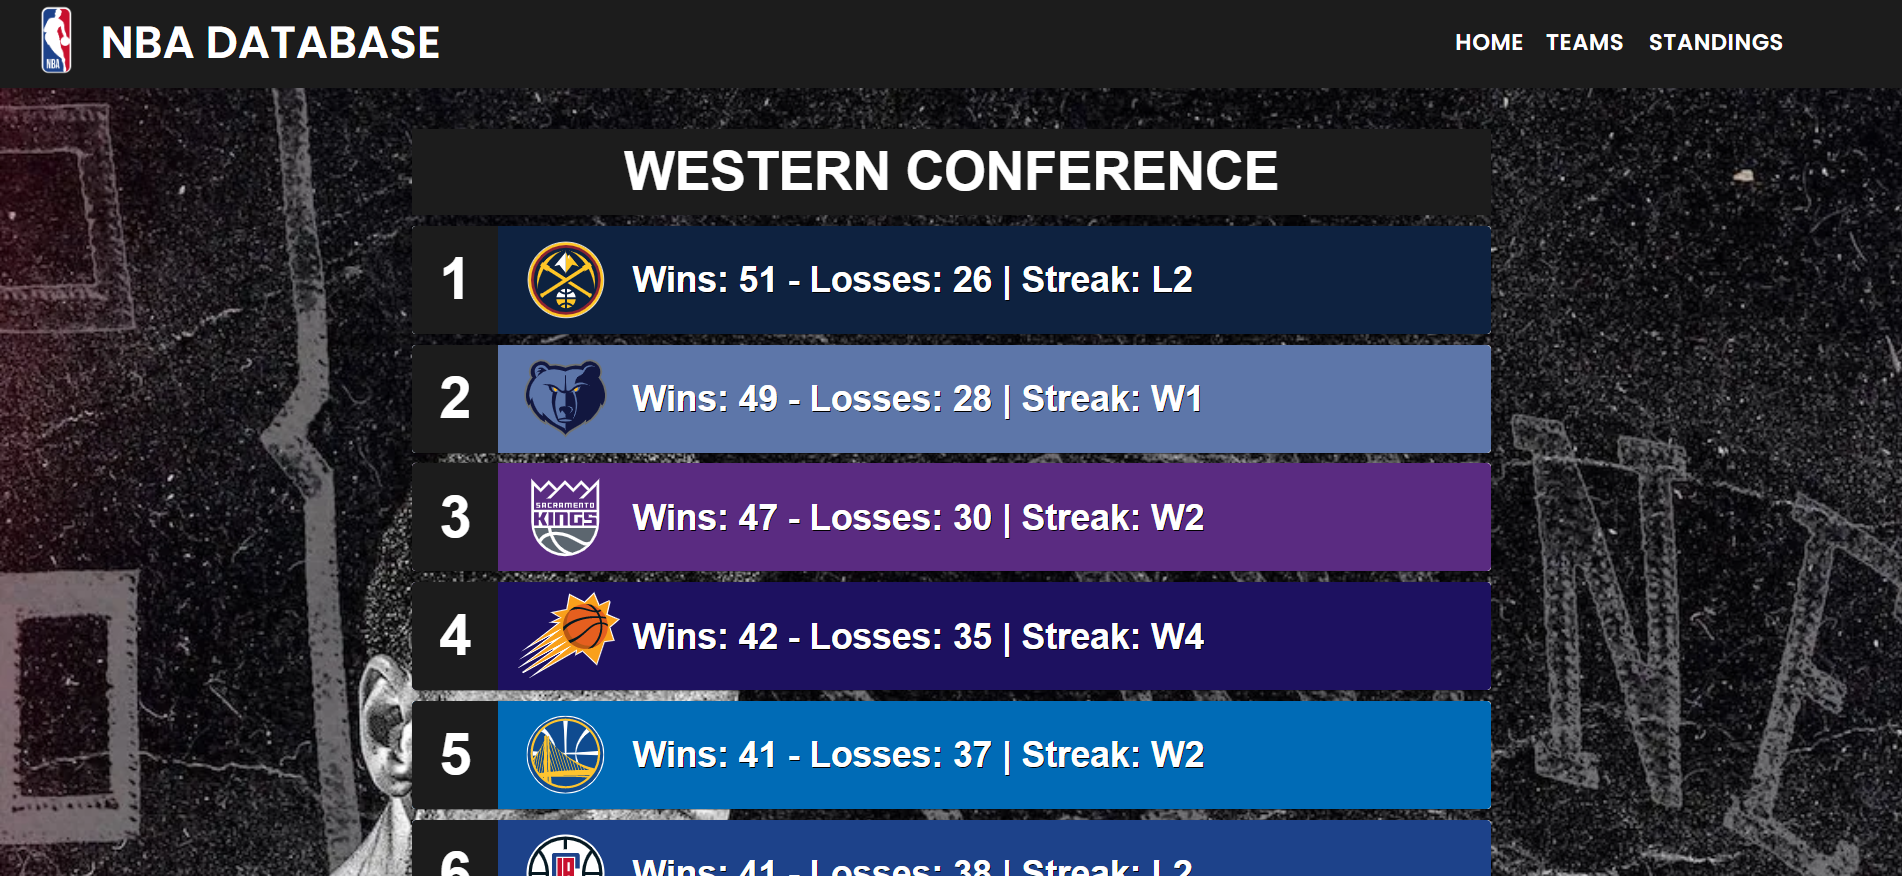 NBA
NBA DATABASE
HOME TEAMS STANDINGS
WESTERN CONFERENCE
1
Wins: 51 - Losses: 26 | Streak: L2
2
Wins: 49 - Losses: 28 | Streak: W1
3
SACRAMENTO
KINGS
Wins: 47 - Losses: 30 | Streak: W2
4
Wins: 42 - Losses: 35 | Streak: W4
5
Wins: 41 - Losses: 37 | Streak: W2
6
LA
Wins: 41 - Losses: 38 | Streak: L2